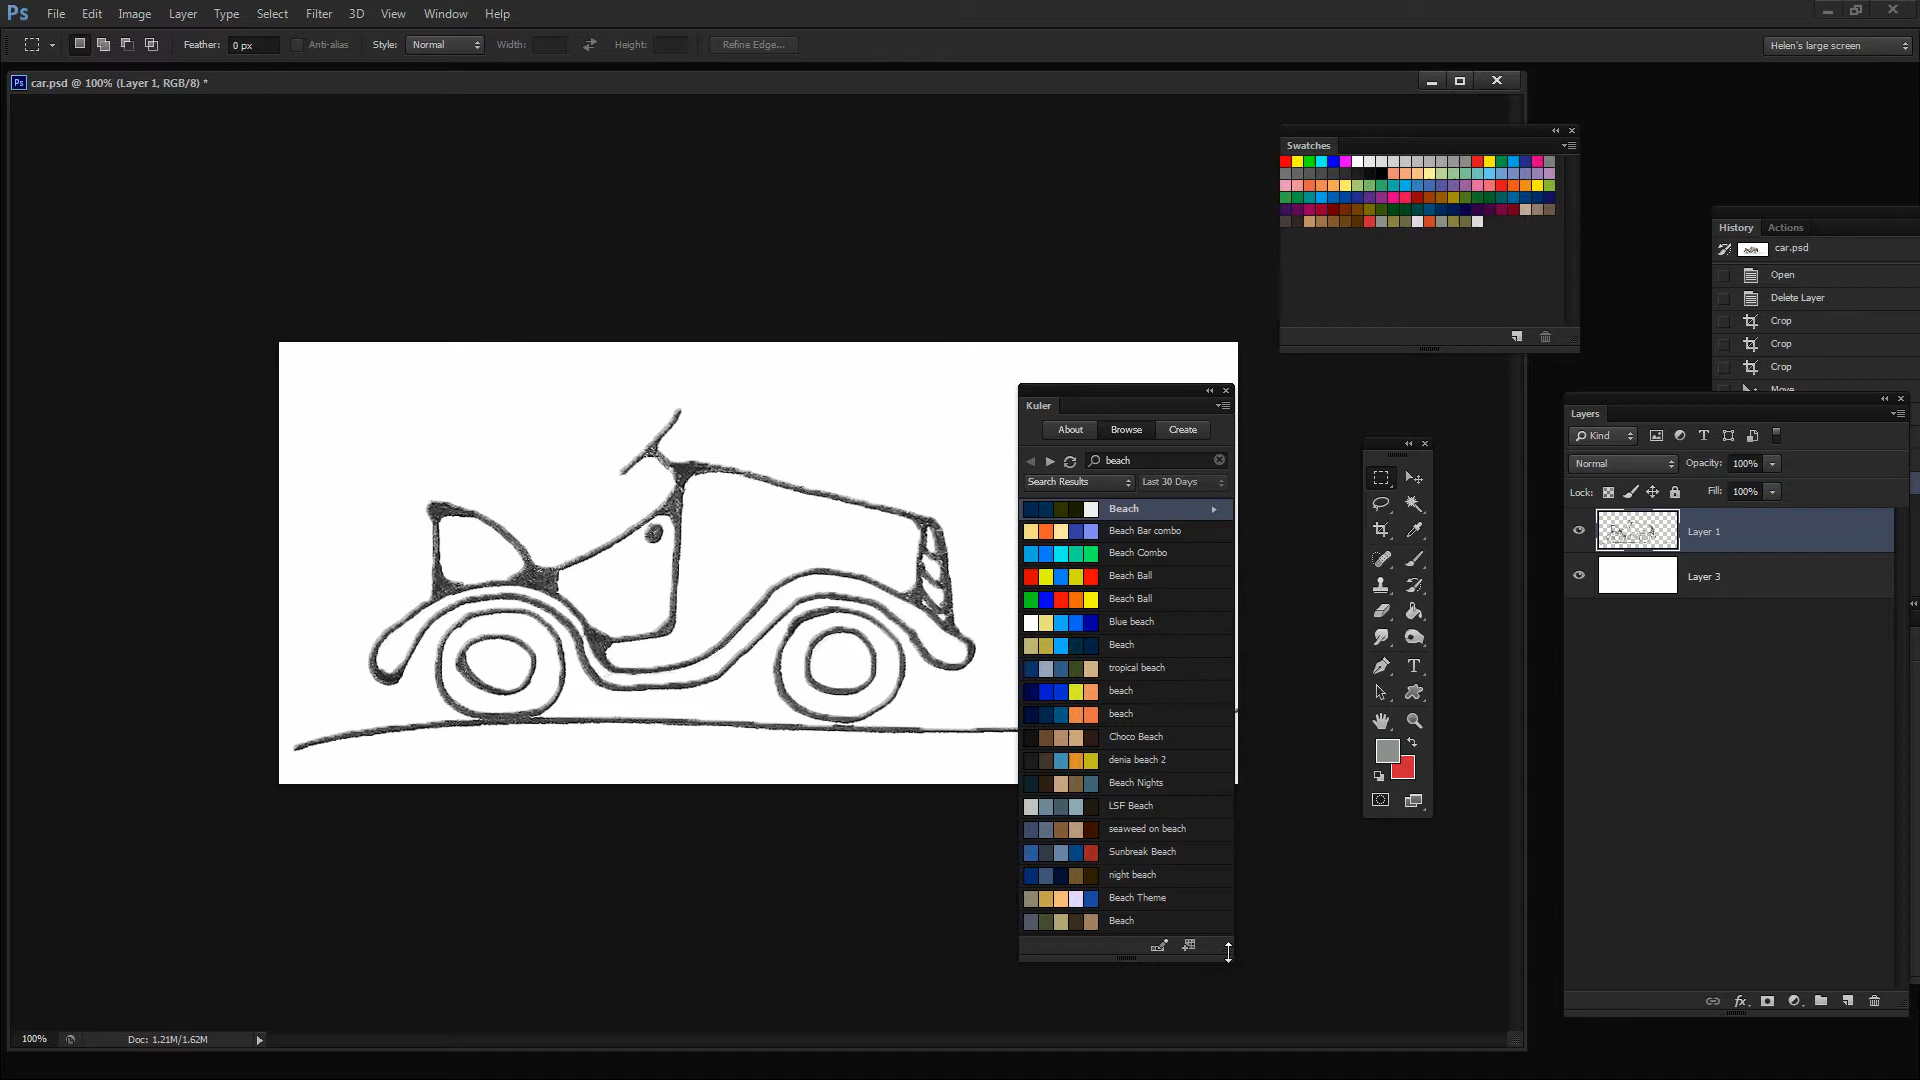 Ps File Edit Image Layer Type Select Filter 3D View Window Help
Feather: 0 px Anti-alias Style: Normal Width: Height: Refine Edge... Helen's large screen
Ps car.psd @ 100% (Layer 1, RGB/8) *
Swatches
History Actions
car.psd
Open
Delete Layer
Crop
Crop
Crop
Move
Kuler
About Browse Create
beach
Search Results Last 30 Days
Beach
Beach Bar combo
Beach Combo
Beach Ball
Beach Ball
Blue beach
Beach
tropical beach
beach
beach
Choco Beach
denia beach 2
Beach Nights
LSF Beach
seaweed on beach
Sunbreak Beach
night beach
Beach Theme
Beach
Layers
Kind T
Normal Opacity: 100%
Lock: Fill: 100%
Layer 1
Layer 3
T
fx
100% Doc: 1.21M/1.62M